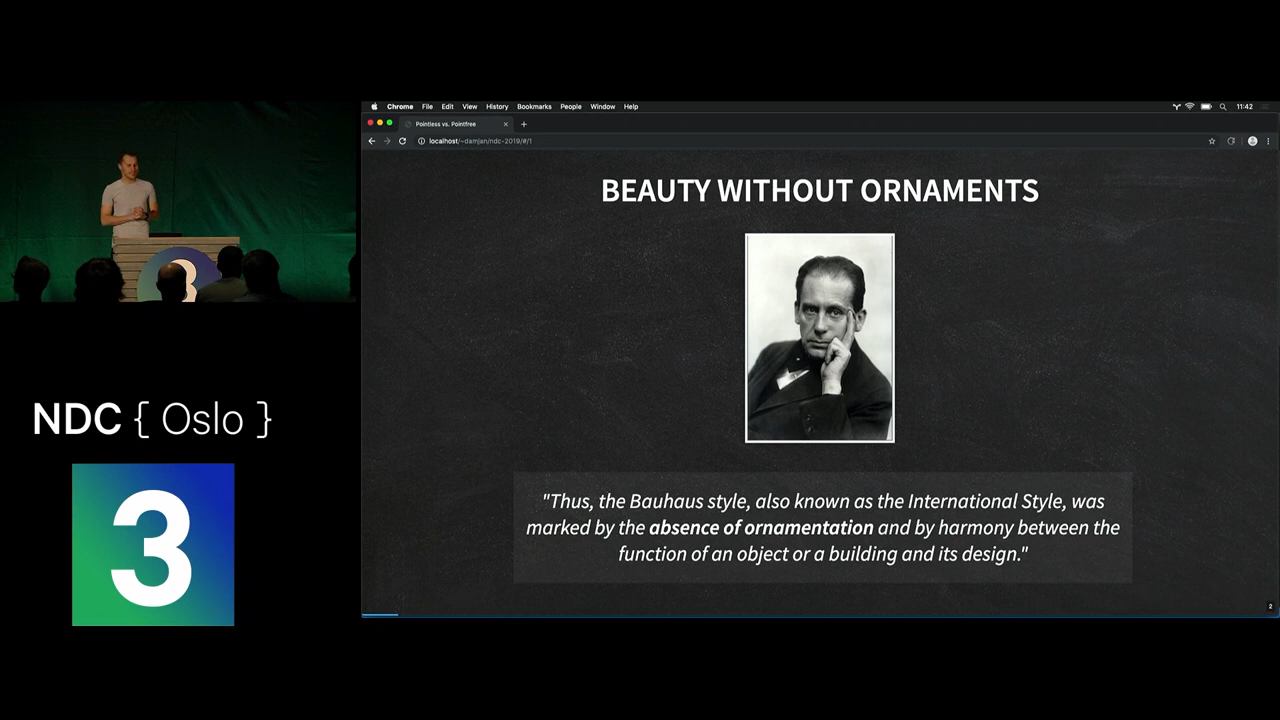 Chrome File Edit View History Bookmarks People Window Help 11:42
Pointless vs. Pointfree
localhost/~damjan/ndc-2019/#/1
BEAUTY WITHOUT ORNAMENTS
"Thus, the Bauhaus style, also known as the International Style, was
marked by the absence of ornamentation and by harmony between the
function of an object or a building and its design."
2
NDC { Oslo }
3
3